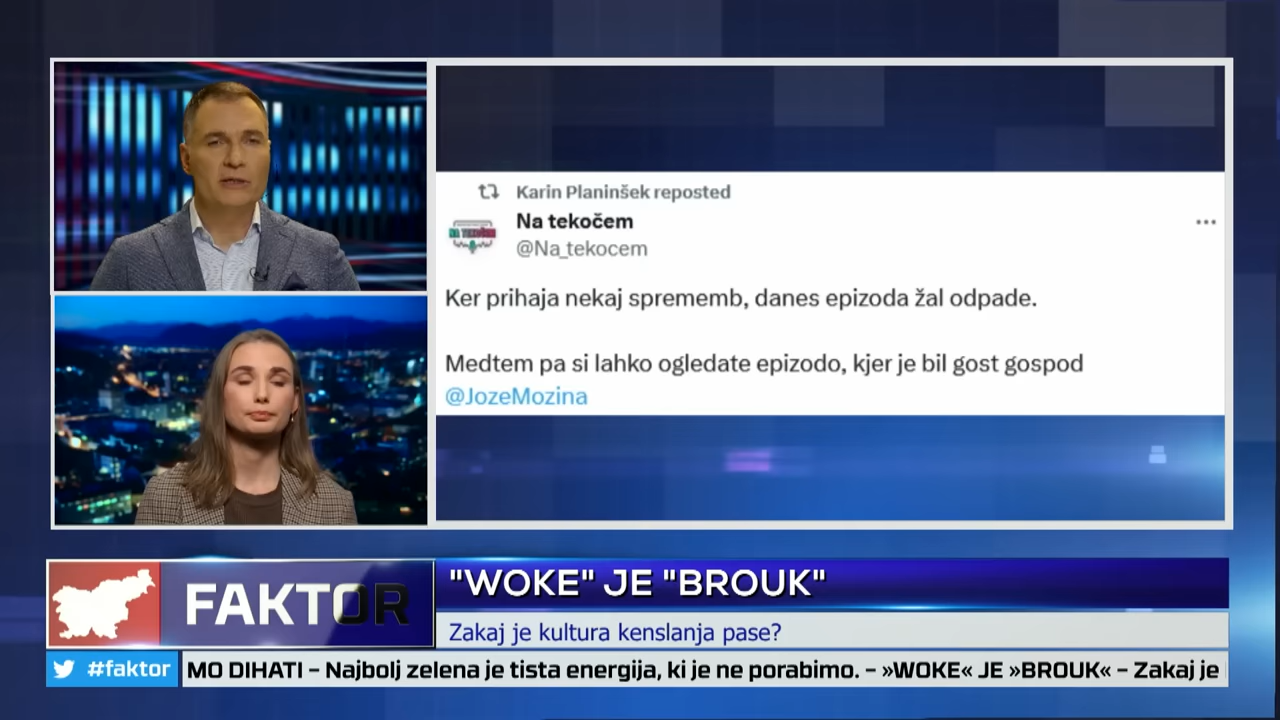 Karin Planinšek reposted
Na tekočem
@Na_tekocem
Ker prihaja nekaj sprememb, danes epizoda žal odpade.
Medtem pa si lahko ogledate epizodo, kjer je bil gost gospod
@JozeMozina
FAKTOR
"WOKE" JE "BROUK"
Zakaj je kultura kenslanja pase?
#faktor
MO DIHATI – Najbolj zelena je tista energija, ki je ne porabimo. – »WOKE« JE »BROUK« – Zakaj je